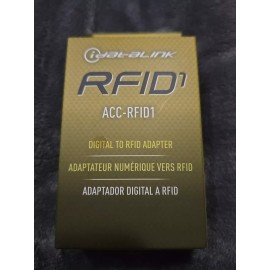 idatalink
RFID1
ACC-RFID1
DIGITAL TO RFID ADAPTER
ADAPTATEUR NUMÉRIQUE VERS RFID
ADAPTADOR DIGITAL A RFID